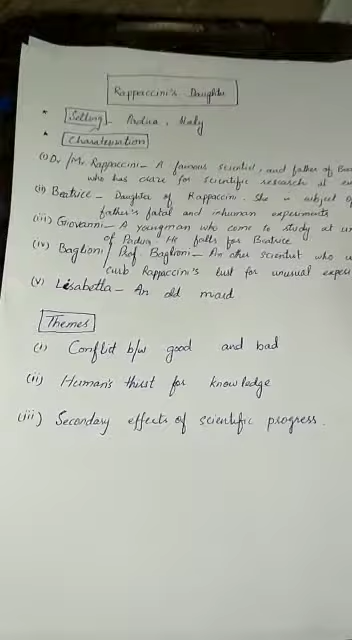 Rappaccini's Daughter
* Setting - Padua, Italy
* Characterisation
(i) Dr/Mr. Rappaccini - A famous scientist, and father of
who has craze for scientific research at
(ii) Beatrice - Daughter of Rappaccini. She is subject of
father's fatal and inhuman experiments
(iii) Giovanni - A youngman who come to study at
of Padua. He falls for Beatrice
(iv) Baglioni / Prof. Baglioni - An other scientist who
curb Rappaccini's lust for unusual
(v) Lisabetta - An old maid
Themes
(i) Conflict b/w good and bad
(ii) Human's thirst for knowledge
(iii) Secondary effects of scientific progress.